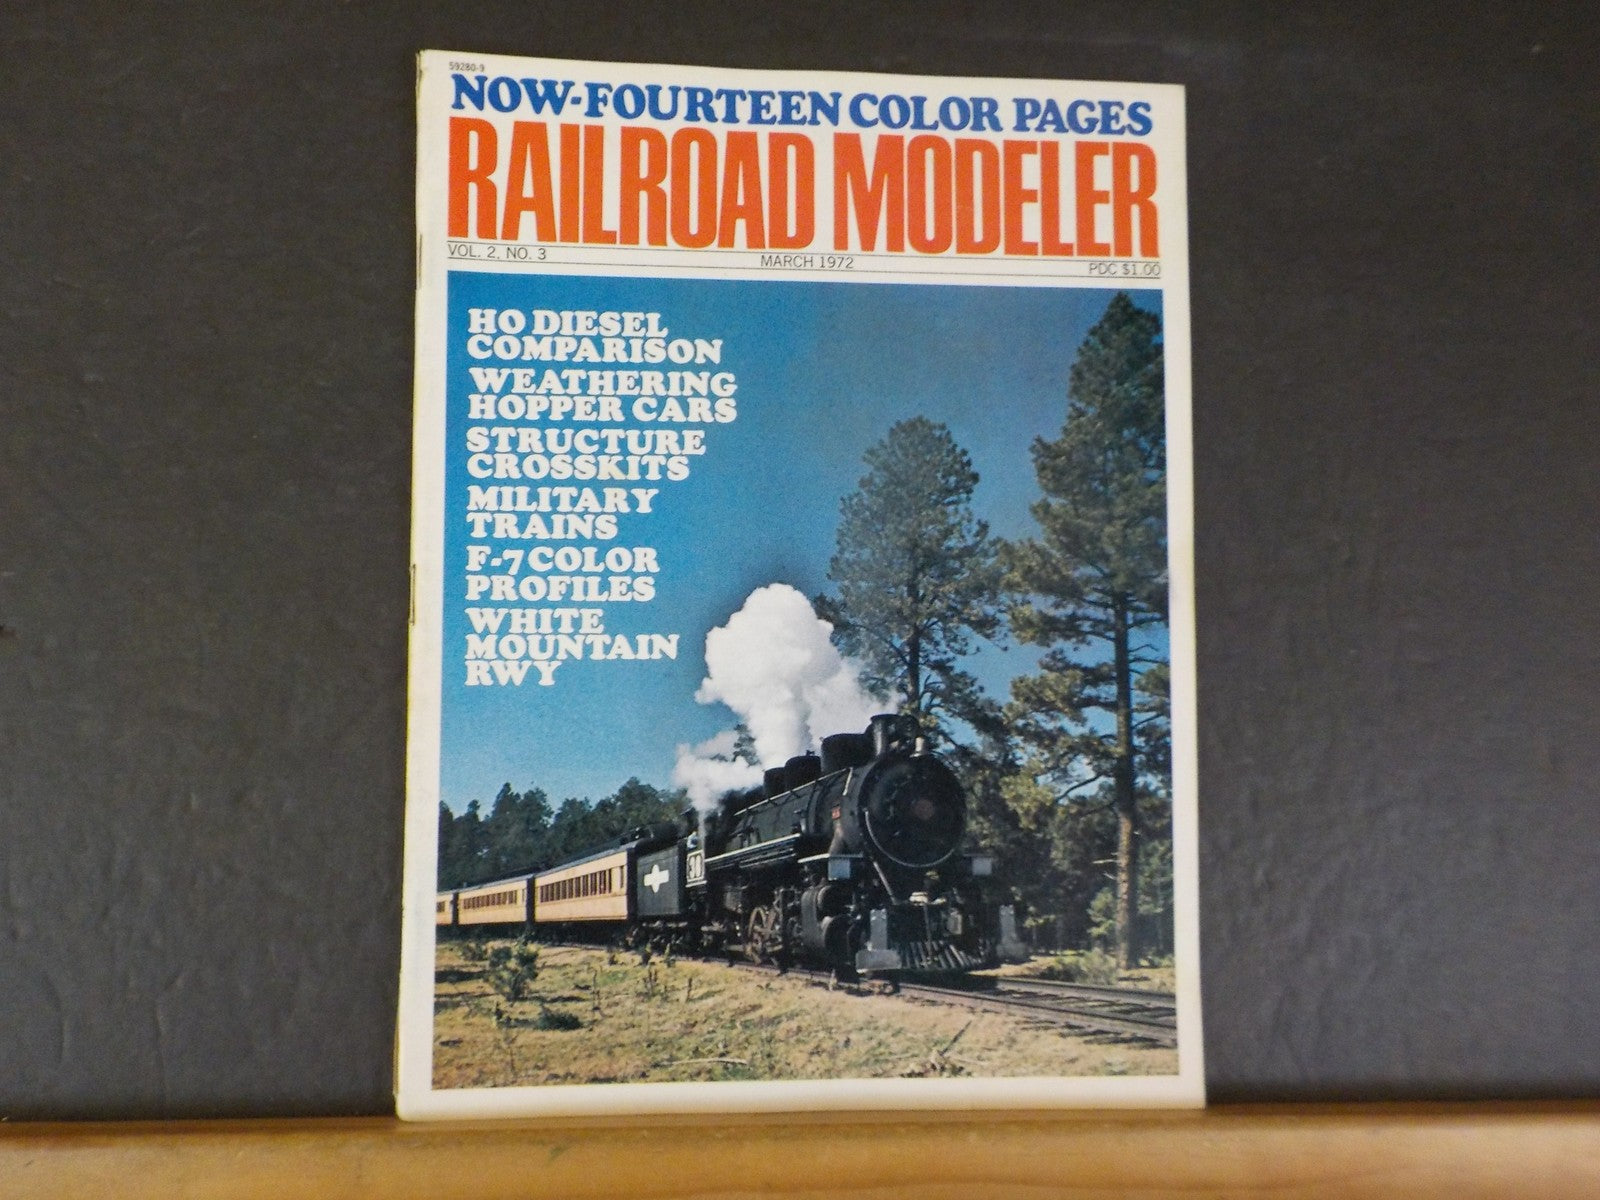 59280-9
NOW-FOURTEEN COLOR PAGES
RAILROAD MODELER
VOL. 2, NO. 3 MARCH 1972 PDC $1.00
HO DIESEL
COMPARISON
WEATHERING
HOPPER CARS
STRUCTURE
CROSSKITS
MILITARY
TRAINS
F-7 COLOR
PROFILES
WHITE
MOUNTAIN
RWY
30